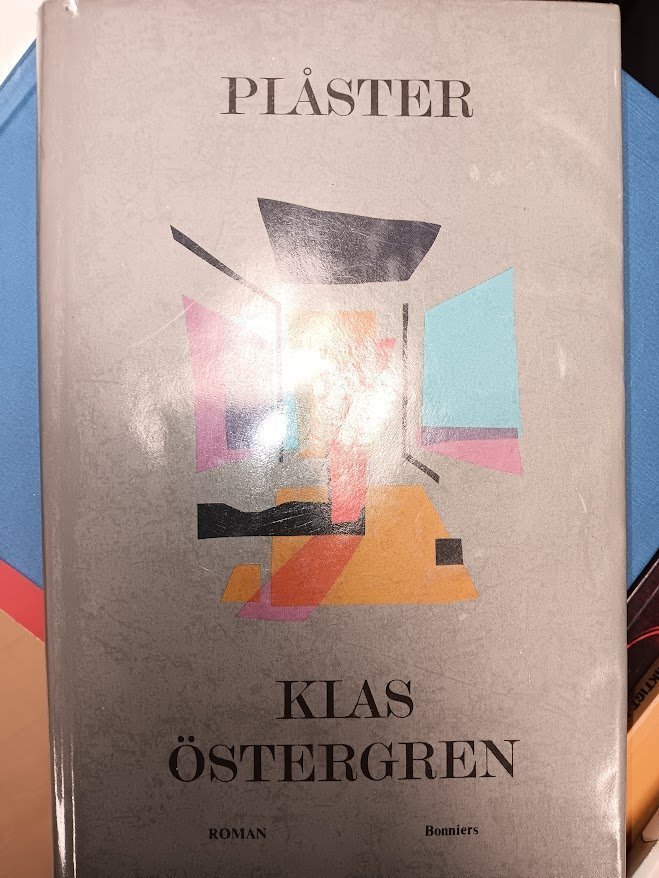 PLÅSTER
KLAS
ÖSTERGREN
ROMAN
Bonniers